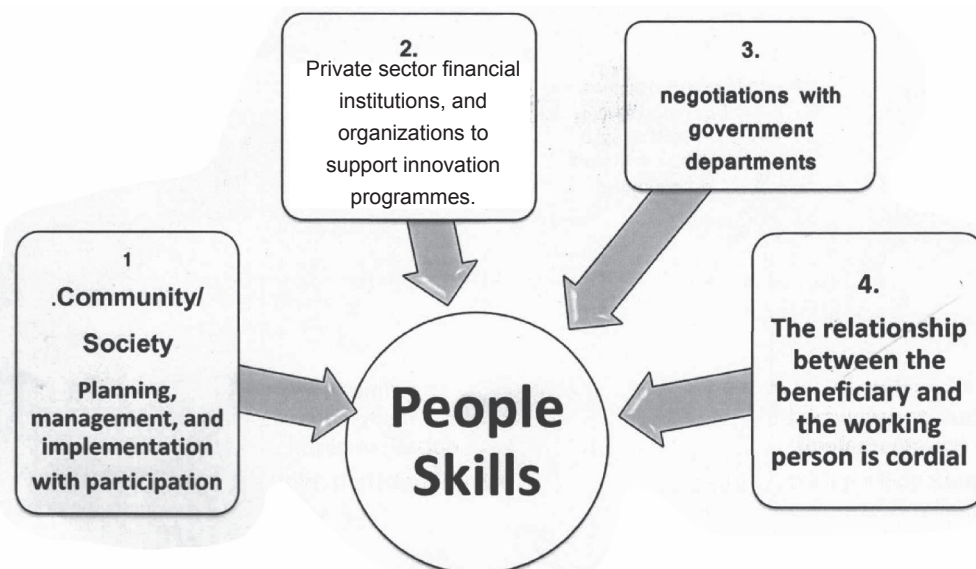 1
.Community/
Society
Planning,
management, and
implementation
with participation
2.
Private sector financial
institutions, and
organizations to
support innovation
programmes.
3.
negotiations with
government
departments
4.
The relationship
between the
beneficiary and
the working
person is cordial
People
Skills